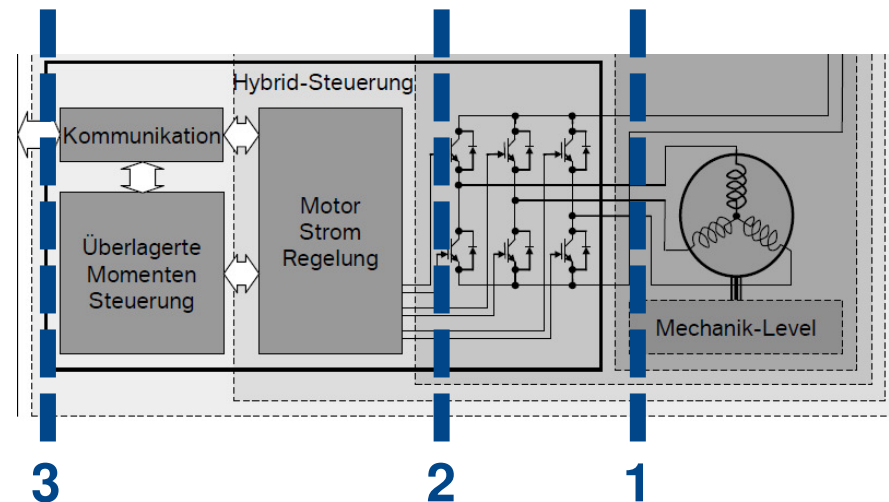 Hybrid-Steuerung
Kommunikation
Motor
Strom
Regelung
Überlagerte
Momenten
Steuerung
Mechanik-Level
3
2
1